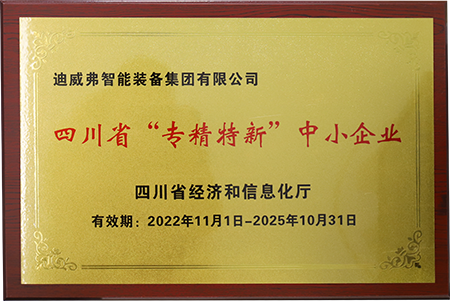 迪威弗智能装备集团有限公司
四川省“专精特新”中小企业
四川省经济和信息化厅
有效期：2022年11月1日-2025年10月31日